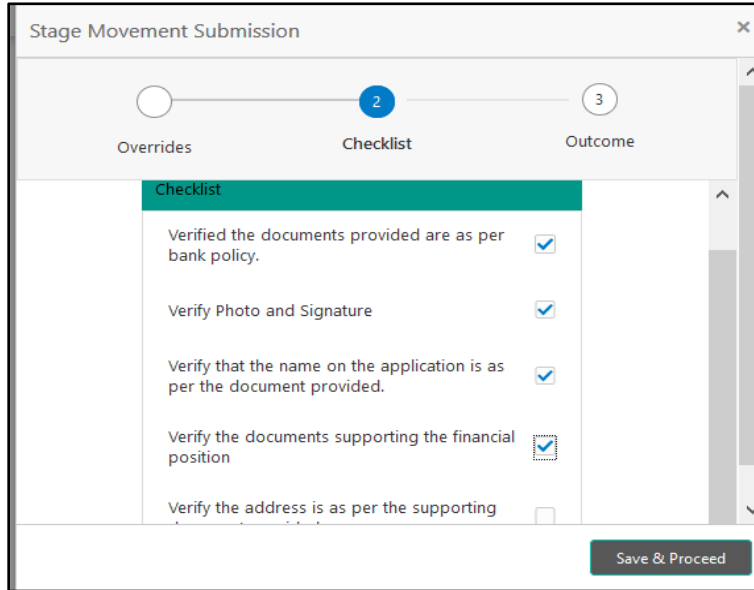 Stage Movement Submission
2
3
Overrides
Checklist
Outcome
Checklist
Verified the documents provided are as per
bank policy.
Verify Photo and Signature
Verify that the name on the application is as
per the document provided.
Verify the documents supporting the financial
position
Verify the address is as per the supporting
Save & Proceed